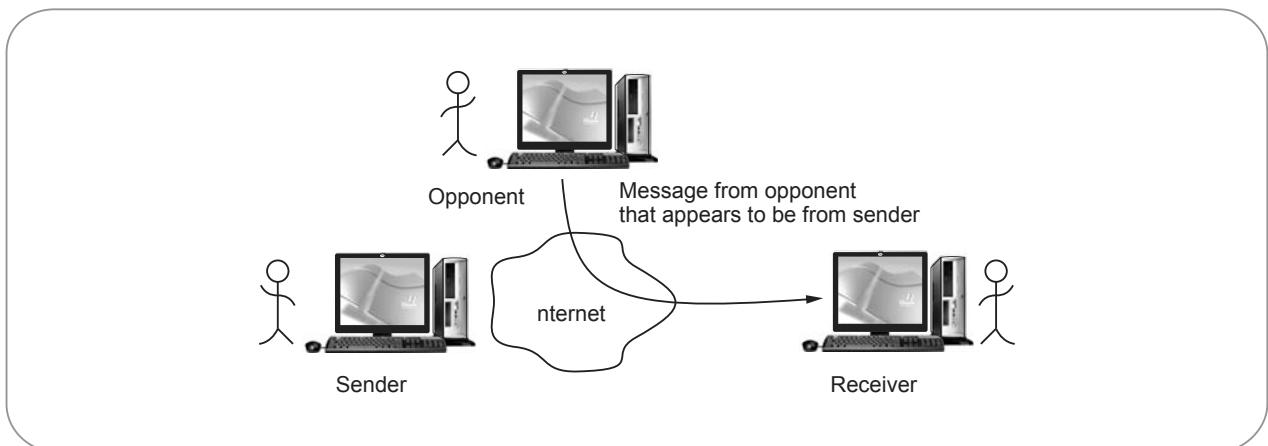 Opponent
Message from opponent
that appears to be from sender
nternet
Sender
Receiver